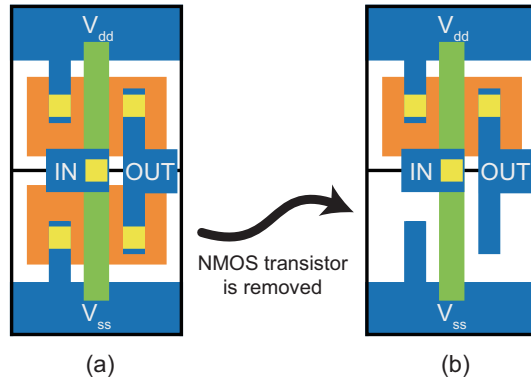 Vdd
Vdd
IN OUT
IN OUT
NMOS transistor
is removed
Vss
Vss
(a)
(b)